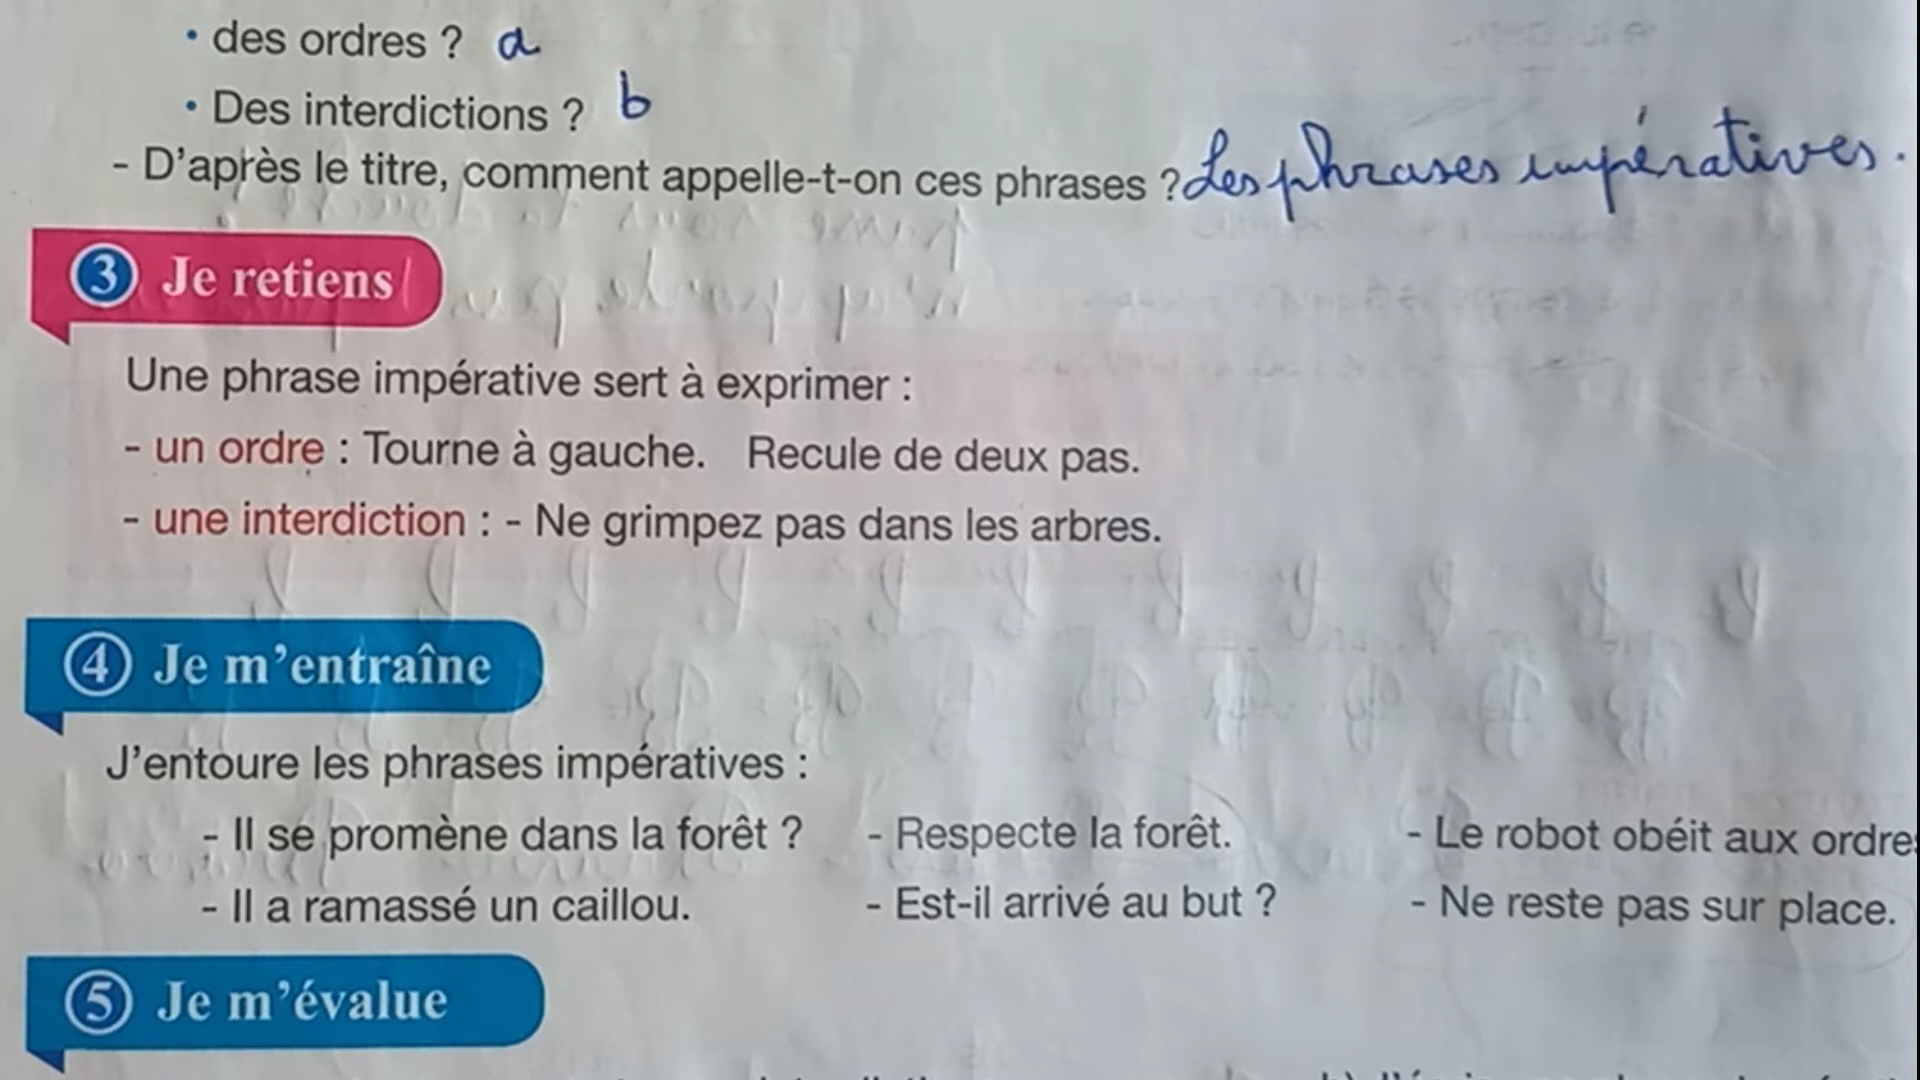 • des ordres ? a
• Des interdictions ? b
- D'après le titre, comment appelle-t-on ces phrases ? Les phrases impératives.
3 Je retiens
Une phrase impérative sert à exprimer :
- un ordre : Tourne à gauche. Recule de deux pas.
- une interdiction : - Ne grimpez pas dans les arbres.
4 Je m'entraîne
J'entoure les phrases impératives :
- Il se promène dans la forêt ? - Respecte la forêt. - Le robot obéit aux ordres
- Il a ramassé un caillou. - Est-il arrivé au but ? - Ne reste pas sur place.
5 Je m'évalue